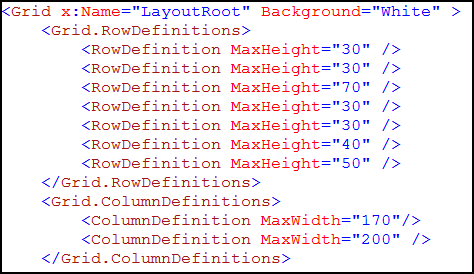 <Grid x:Name="LayoutRoot" Background="White" >
    <Grid.RowDefinitions>
        <RowDefinition MaxHeight="30" />
        <RowDefinition MaxHeight="30" />
        <RowDefinition MaxHeight="70" />
        <RowDefinition MaxHeight="30" />
        <RowDefinition MaxHeight="30" />
        <RowDefinition MaxHeight="40" />
        <RowDefinition MaxHeight="50" />
    </Grid.RowDefinitions>
    <Grid.ColumnDefinitions>
        <ColumnDefinition MaxWidth="170"/>
        <ColumnDefinition MaxWidth="200" />
    </Grid.ColumnDefinitions>